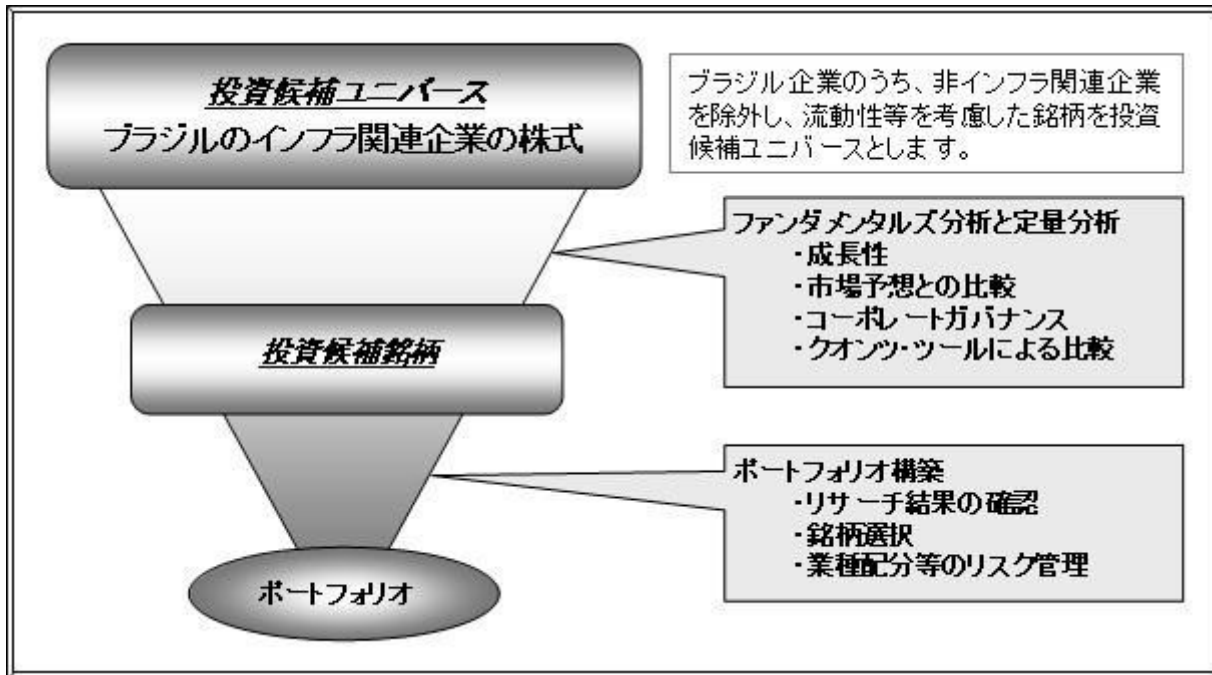 投資候補ユニバース
ブラジルのインフラ関連企業の株式
ブラジル企業のうち、非インフラ関連企業
を除外し、流動性等を考慮した銘柄を投資
候補ユニバースとします。
ファンダメンタルズ分析と定量分析
・成長性
・市場予想との比較
・コーポレートガバナンス
・クオンツ・ツールによる比較
投資候補銘柄
ポートフォリオ構築
・リサーチ結果の確認
・銘柄選択
・業種配分等のリスク管理
ポートフォリオ